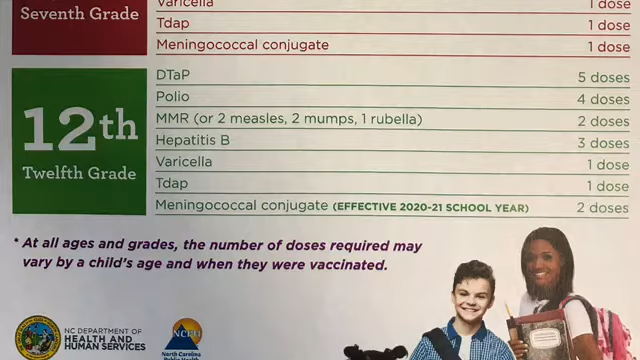 Seventh Grade
Varicella 1 dose
Tdap 1 dose
Meningococcal conjugate 1 dose
12th
Twelfth Grade
DTaP 5 doses
Polio 4 doses
MMR (or 2 measles, 2 mumps, 1 rubella) 2 doses
Hepatitis B 3 doses
Varicella 1 dose
Tdap 1 dose
Meningococcal conjugate (EFFECTIVE 2020-21 SCHOOL YEAR) 2 doses
* At all ages and grades, the number of doses required may
vary by a child's age and when they were vaccinated.
NC DEPARTMENT OF
HEALTH AND
HUMAN SERVICES
NCPH
North Carolina
Public Health